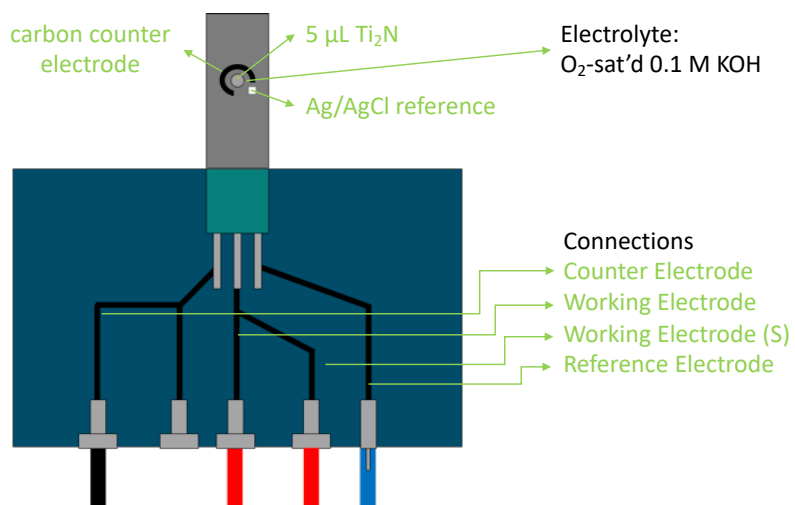 carbon counter
electrode
5 µL Ti₂N
Electrolyte:
O₂-sat'd 0.1 M KOH
Ag/AgCl reference
Connections
Counter Electrode
Working Electrode
Working Electrode (S)
Reference Electrode